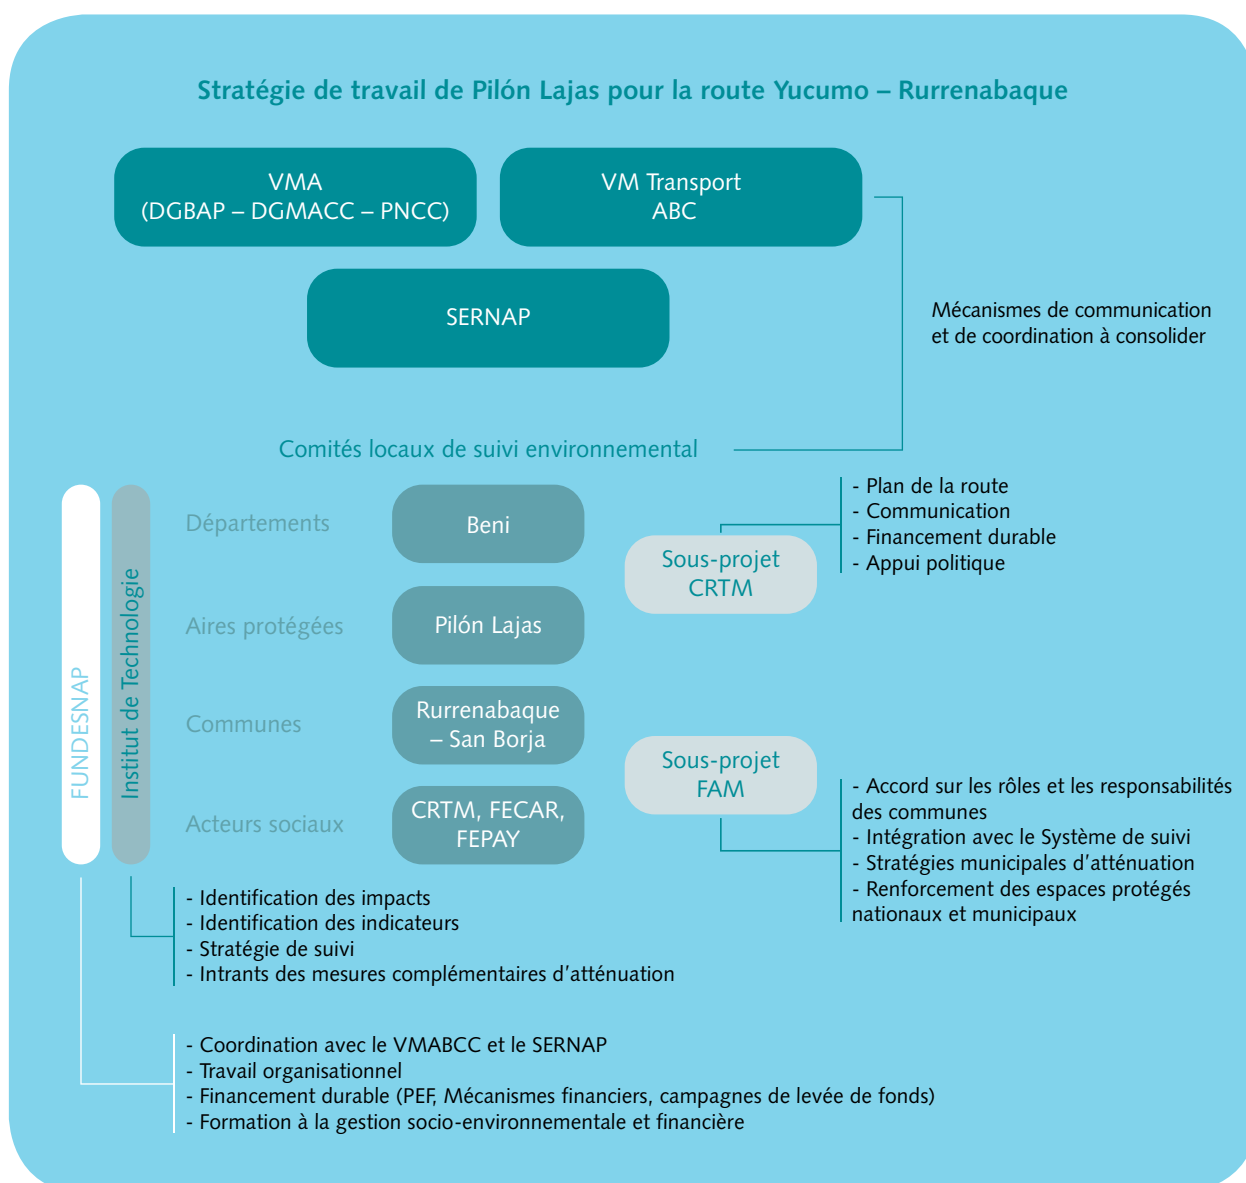 Stratégie de travail de Pilón Lajas pour la route Yucumo – Rurrenabaque
VMA
(DGBAP – DGMACC – PNCC)
VM Transport
ABC
SERNAP
Mécanismes de communication
et de coordination à consolider
Comités locaux de suivi environnemental
FUNDESNAP
Institut de Technologie
Départements
Beni
Aires protégées
Pilón Lajas
Communes
Rurrenabaque
– San Borja
Acteurs sociaux
CRTM, FECAR,
FEPAY
Sous-projet
CRTM
- Plan de la route
- Communication
- Financement durable
- Appui politique
Sous-projet
FAM
- Accord sur les rôles et les responsabilités
des communes
- Intégration avec le Système de suivi
- Stratégies municipales d’atténuation
- Renforcement des espaces protégés
nationaux et municipaux
- Identification des impacts
- Identification des indicateurs
- Stratégie de suivi
- Intrants des mesures complémentaires d’atténuation
- Coordination avec le VMABCC et le SERNAP
- Travail organisationnel
- Financement durable (PEF, Mécanismes financiers, campagnes de levée de fonds)
- Formation à la gestion socio-environnementale et financière